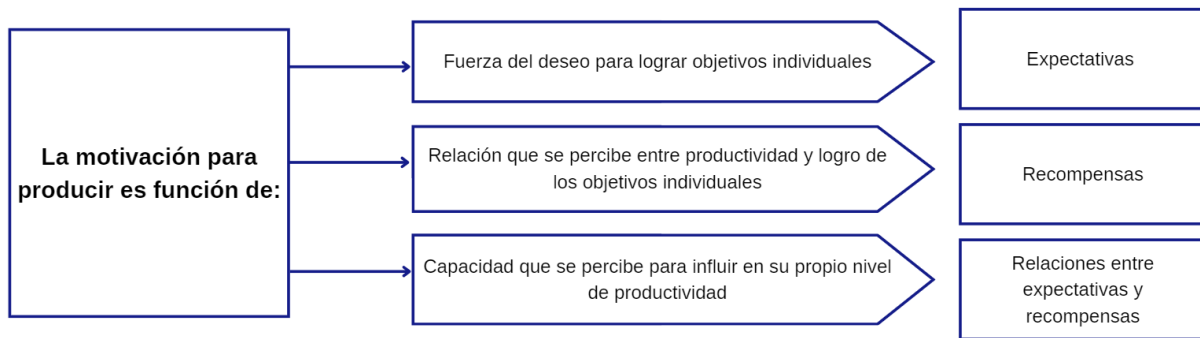 La motivación para
producir es función de:
Fuerza del deseo para lograr objetivos individuales
Expectativas
Relación que se percibe entre productividad y logro de
los objetivos individuales
Recompensas
Capacidad que se percibe para influir en su propio nivel
de productividad
Relaciones entre
expectativas y
recompensas